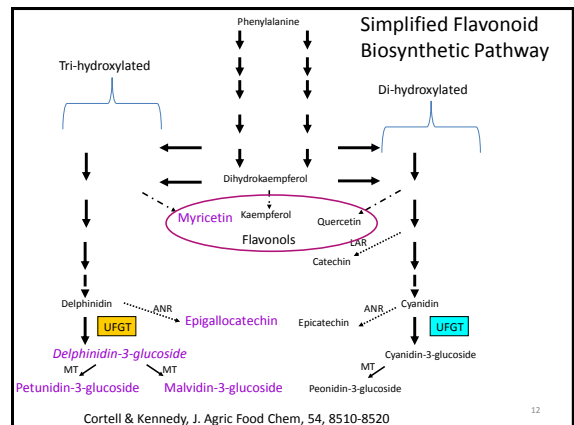 Simplified Flavonoid
Biosynthetic Pathway
Phenylalanine
Tri-hydroxylated
Di-hydroxylated
Dihydrokaempferol
Myricetin
Kaempferol
Quercetin
Flavonols
LAR
Catechin
Delphinidin
ANR
Epigallocatechin
Epicatechin
ANR
Cyanidin
UFGT
UFGT
Delphinidin-3-glucoside
Cyanidin-3-glucoside
MT
MT
MT
Petunidin-3-glucoside
Malvidin-3-glucoside
Peonidin-3-glucoside
Cortell & Kennedy, J. Agric Food Chem, 54, 8510-8520
12